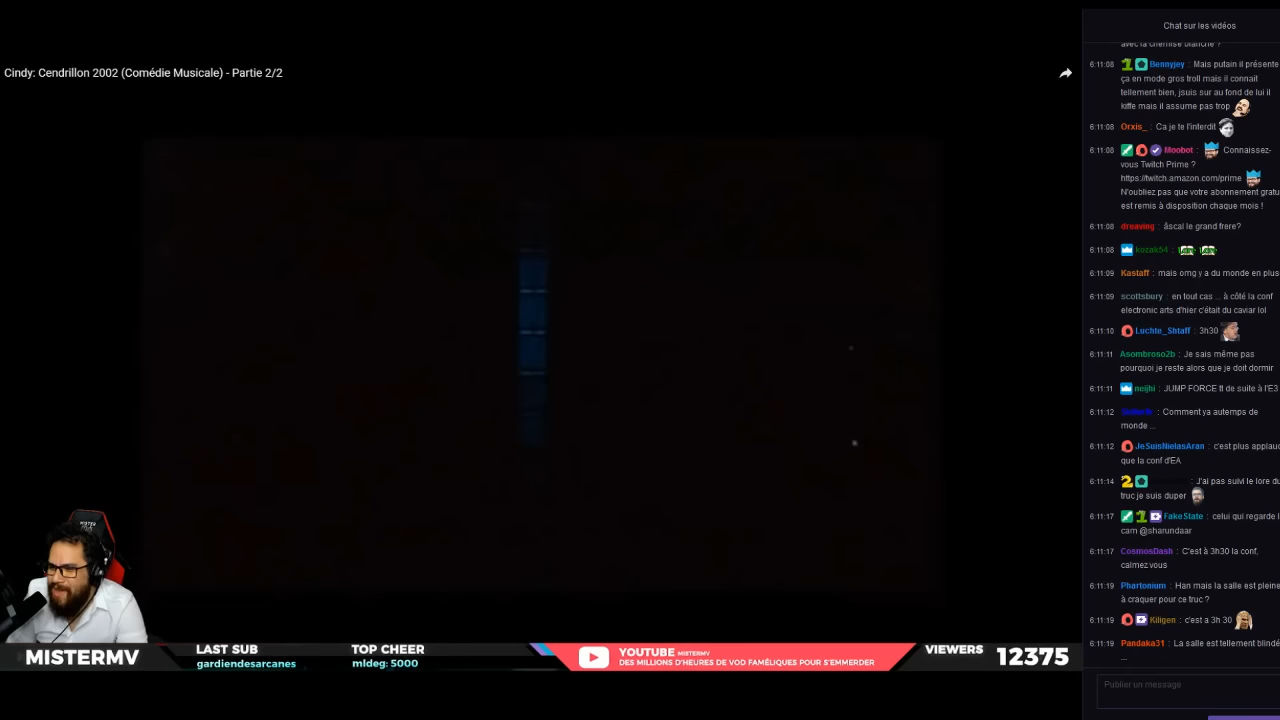 Cindy: Cendrillon 2002 (Comédie Musicale) - Partie 2/2
MISTER
MISTERMV
LAST SUB
gardiendesarcanes
TOP CHEER
mldeg: 5000
YOUTUBE MISTERMV
DES MILLIONS D'HEURES DE VOD FAMÉLIQUES POUR S'EMMERDER
VIEWERS
12375
Chat sur les vidéos
avec la chemise blanche ?
6:11:08 Bennyjey : Mais putain il présente
ça en mode gros troll mais il connait
tellement bien, jsuis sur au fond de lui il
kiffe mais il assume pas trop
6:11:08 Orxis_ : Ca je te l'interdit
6:11:08 Moobot : Connaissez-
vous Twitch Prime ?
https://twitch.amazon.com/prime
N'oubliez pas que votre abonnement gratu
est remis à disposition chaque mois !
6:11:08 dreaving : âscal le grand frere?
6:11:08 kozak54 :
6:11:09 Kastaff : mais omg y a du monde en plus
6:11:09 scottsbury : en tout cas ... à côté la conf
electronic arts d'hier c'était du caviar lol
6:11:10 Luchte_Shtaff : 3h30
6:11:11 Asombroso2b : Je sais même pas
pourquoi je reste alors que je doit dormir
6:11:11 neijhi : JUMP FORCE tt de suite à l'E3
6:11:12 : Comment ya autemps de
monde ...
6:11:12 JeSuisNielasAran : c'est plus applaud
que la conf d'EA
6:11:14 : J'ai pas suivi le lore du
truc je suis duper
6:11:17 FakeState : celui qui regarde l
cam @sharundaar
6:11:17 CosmosDash : C'est à 3h30 la conf,
calmez vous
6:11:19 Phartonium : Han mais la salle est pleine
à craquer pour ce truc ?
6:11:19 Kiligen : c'est a 3h 30
6:11:19 Pandaka31 : La salle est tellement blindé
...
Publier un message